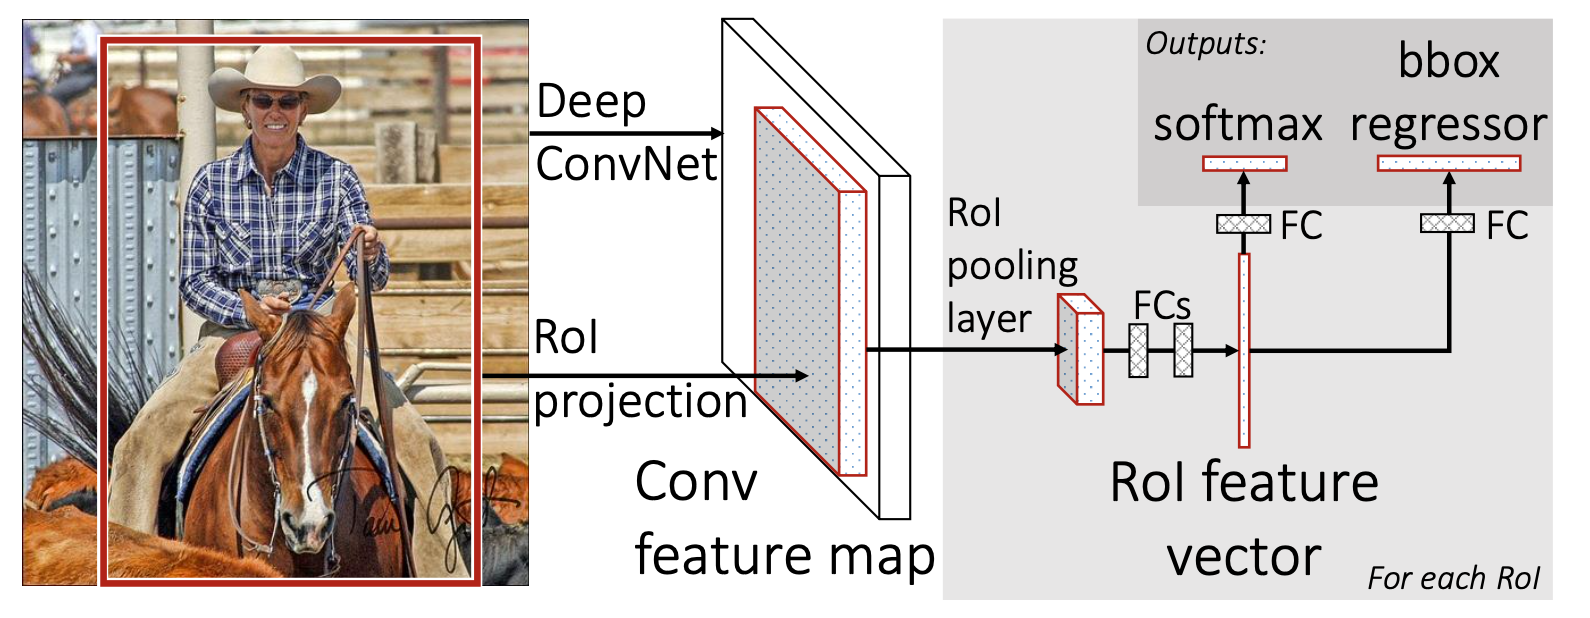 Deep
ConvNet
RoI
projection
Conv
feature map
RoI
pooling
layer
FCs
RoI feature
vector
For each RoI
Outputs:
softmax
bbox
regressor
FC
FC